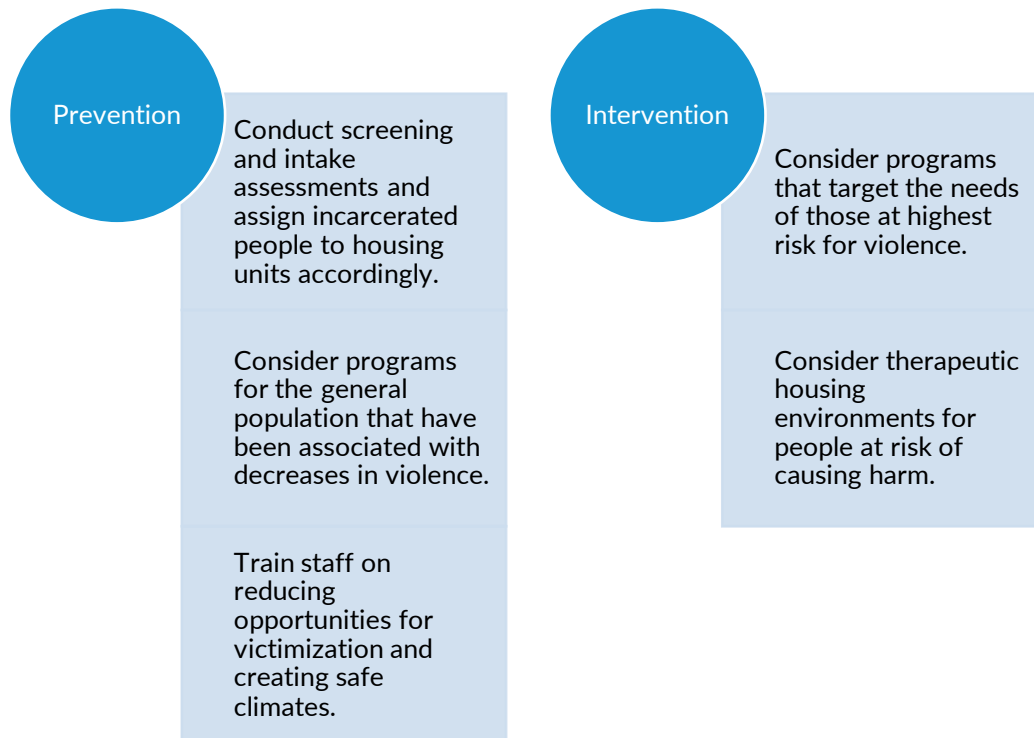 Prevention
Conduct screening
and intake
assessments and
assign incarcerated
people to housing
units accordingly.
Consider programs
for the general
population that have
been associated with
decreases in violence.
Train staff on
reducing
opportunities for
victimization and
creating safe
climates.
Intervention
Consider programs
that target the needs
of those at highest
risk for violence.
Consider therapeutic
housing
environments for
people at risk of
causing harm.